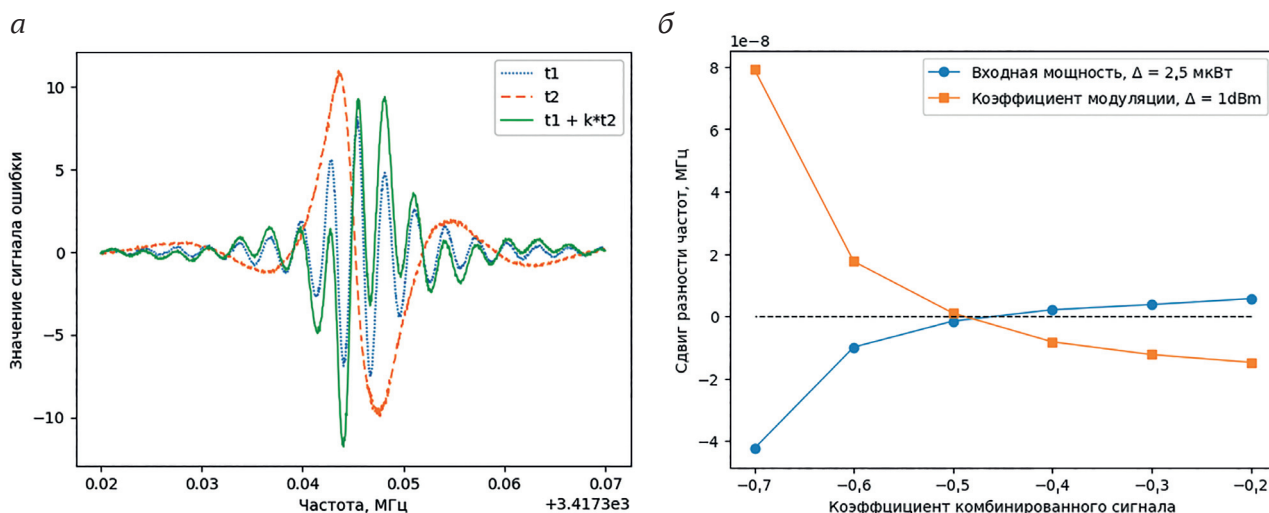 а
t1
t2
t1 + k*t2
10
5
0
−5
−10
Значение сигнала ошибки
0.02
0.03
0.04
0.05
0.06
0.07
Частота, МГц
+3.4173e3
б
1e−8
Входная мощность, Δ = 2,5 мкВт
Коэффициент модуляции, Δ = 1dBm
8
6
4
2
0
−2
−4
Сдвиг разности частот, МГц
−0,7
−0,6
−0,5
−0,4
−0,3
−0,2
Коэффициент комбинированного сигнала